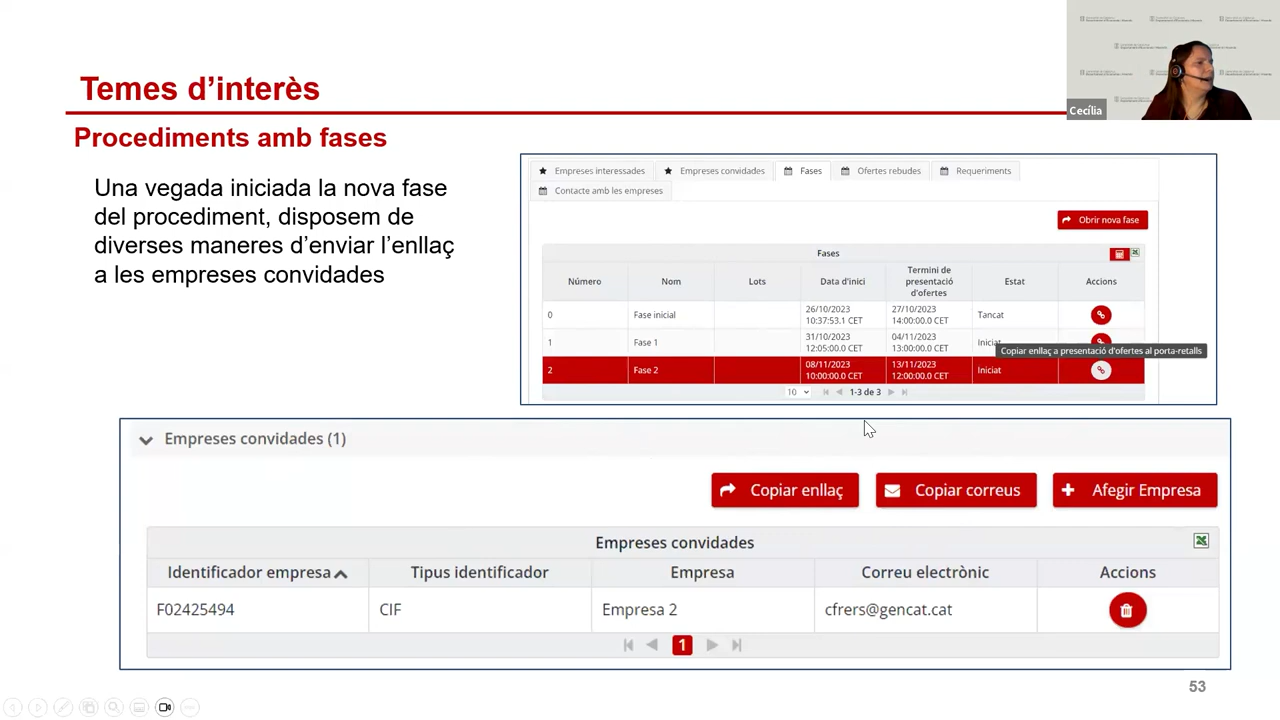 Temes d'interès
Cecília
Procediments amb fases
Una vegada iniciada la nova fase
del procediment, disposem de
diverses maneres d'enviar l'enllaç
a les empreses convidades
Empreses interessades Empreses convidades Fases Ofertes rebudes Requeriments
Contacte amb les empreses
Obrir nova fase
Fases
Número Nom Lots Data d'inici Termini de presentació d'ofertes Estat Accions
0 Fase inicial 26/10/2023 10:37:53.1 CET 27/10/2023 14:00:00.0 CET Tancat
1 Fase 1 31/10/2023 12:05:00.0 CET 04/11/2023 13:00:00.0 CET Iniciat
Copiar enllaç a presentació d'ofertes al porta-retalls
2 Fase 2 08/11/2023 10:00:00.0 CET 13/11/2023 12:00:00.0 CET Iniciat
10 1-3 de 3
Empreses convidades (1)
Copiar enllaç Copiar correus Afegir Empresa
Empreses convidades
Identificador empresa Tipus identificador Empresa Correu electrònic Accions
F02425494 CIF Empresa 2 cfrers@gencat.cat
1
53